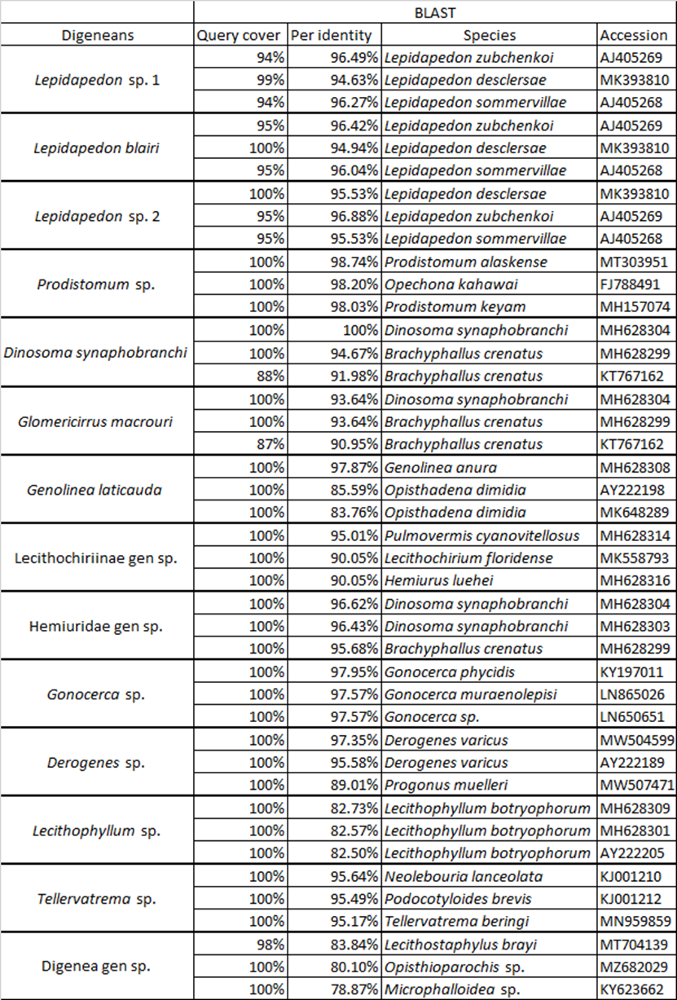 BLAST
Digeneans Query cover Per identity Species Accession
94% 96.49% Lepidapedon zubchenkoi AJ405269
Lepidapedon sp. 1 99% 94.63% Lepidapedon desclersae MK393810
94% 96.27% Lepidapedon sommervillae AJ405268
95% 96.42% Lepidapedon zubchenkoi AJ405269
Lepidapedon blairi 100% 94.94% Lepidapedon desclersae MK393810
95% 96.04% Lepidapedon sommervillae AJ405268
100% 95.53% Lepidapedon desclersae MK393810
Lepidapedon sp. 2 95% 96.88% Lepidapedon zubchenkoi AJ405269
95% 95.53% Lepidapedon sommervillae AJ405268
100% 98.74% Prodistomum alaskense MT303951
Prodistomum sp. 100% 98.20% Opechona kahawai FJ788491
100% 98.03% Prodistomum keyam MH157074
100% 100% Dinosoma synaphobranchi MH628304
Dinosoma synaphobranchi 100% 94.67% Brachyphallus crenatus MH628299
88% 91.98% Brachyphallus crenatus KT767162
100% 93.64% Dinosoma synaphobranchi MH628304
Glomericirrus macrouri 100% 93.64% Brachyphallus crenatus MH628299
87% 90.95% Brachyphallus crenatus KT767162
100% 97.87% Genolinea anura MH628308
Genolinea laticauda 100% 85.59% Opisthadena dimidia AY222198
100% 83.76% Opisthadena dimidia MK648289
100% 95.01% Pulmovermis cyanovitellosus MH628314
Lecithochiriinae gen sp. 100% 90.05% Lecithochirium floridense MK558793
100% 90.05% Hemiurus luehei MH628316
100% 96.62% Dinosoma synaphobranchi MH628304
Hemiuridae gen sp. 100% 96.43% Dinosoma synaphobranchi MH628303
100% 95.68% Brachyphallus crenatus MH628299
100% 97.95% Gonocerca phycidis KY197011
Gonocerca sp. 100% 97.57% Gonocerca muraenolepisi LN865026
100% 97.57% Gonocerca sp. LN650651
100% 97.35% Derogenes varicus MW504599
Derogenes sp. 100% 95.58% Derogenes varicus AY222189
100% 89.01% Progonus muelleri MW507471
100% 82.73% Lecithophyllum botryophorum MH628309
Lecithophyllum sp. 100% 82.57% Lecithophyllum botryophorum MH628301
100% 82.50% Lecithophyllum botryophorum AY222205
100% 95.64% Neolebouria lanceolata KJ001210
Tellervatrema sp. 100% 95.49% Podocotyloides brevis KJ001212
100% 95.17% Tellervatrema beringi MN959859
98% 83.84% Lecithostaphylus brayi MT704139
Digenea gen sp. 100% 80.10% Opisthioparochis sp. MZ682029
100% 78.87% Microphalloidea sp. KY623662